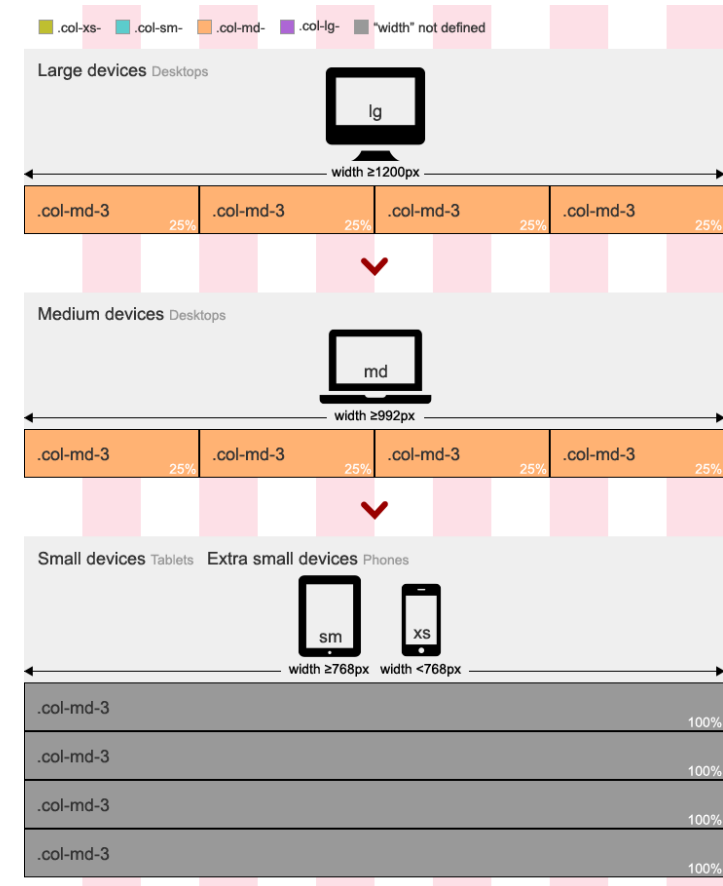 .col-xs- .col-sm- .col-md- .col-lg- "width" not defined
Large devices Desktops
lg
width ≥1200px
.col-md-3 25% .col-md-3 25% .col-md-3 25% .col-md-3 25%
Medium devices Desktops
md
width ≥992px
.col-md-3 25% .col-md-3 25% .col-md-3 25% .col-md-3 25%
Small devices Tablets Extra small devices Phones
sm xs
width ≥768px width <768px
.col-md-3 100%
.col-md-3 100%
.col-md-3 100%
.col-md-3 100%